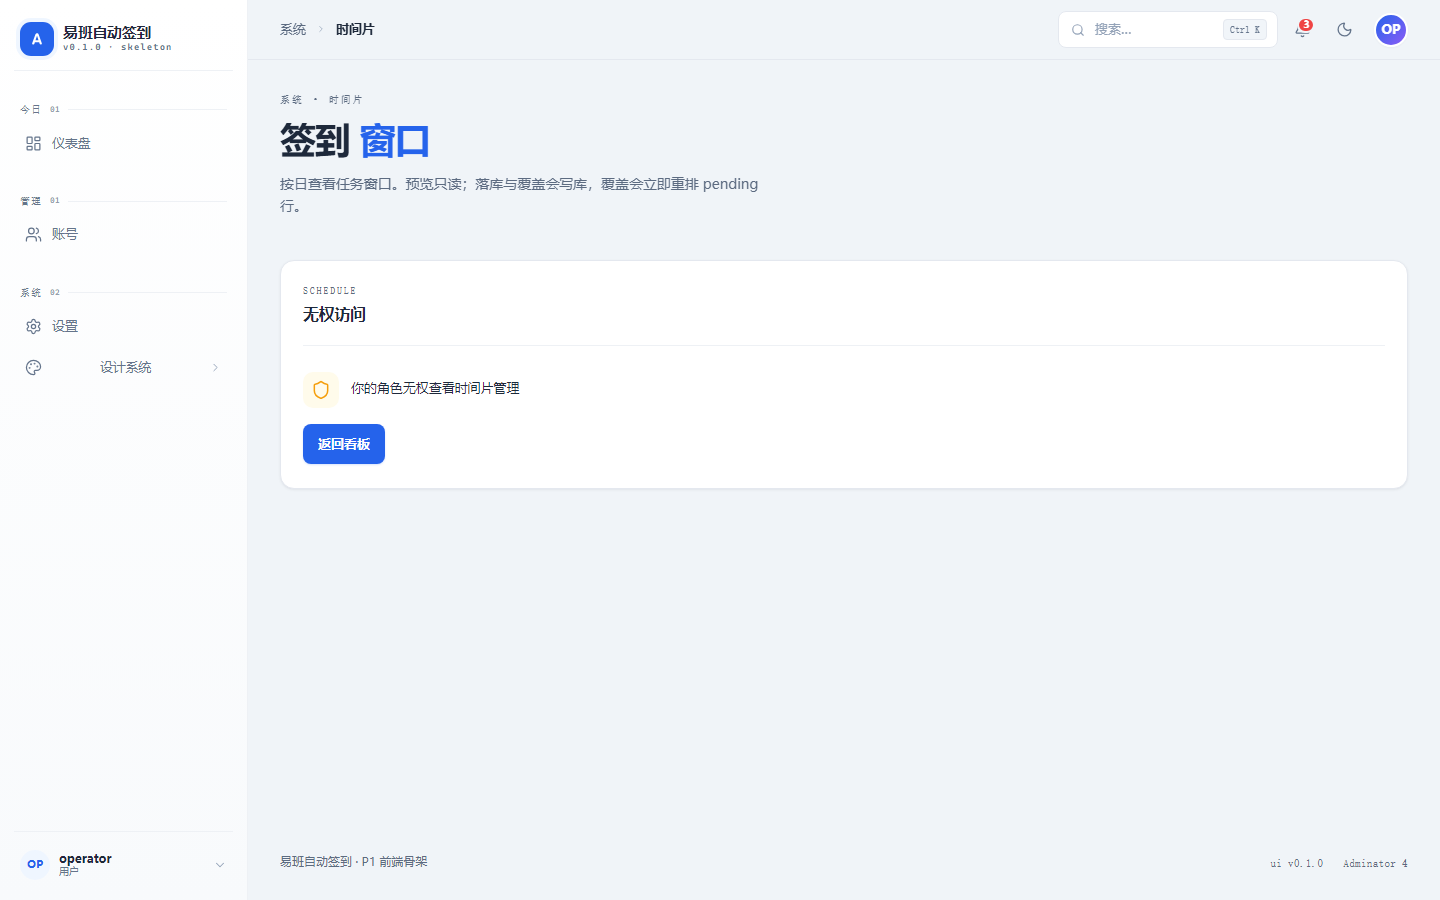 A
易班自动签到
v0.1.0 · skeleton
今日 01
仪表盘
管理 01
账号
系统 02
设置
设计系统
OP
operator
用户
系统 › 时间片
搜索...
Ctrl K
3
OP
系统 • 时间片
签到 窗口
按日查看任务窗口。预览只读；落库与覆盖会写库，覆盖会立即重排 pending
行。
SCHEDULE
无权访问
你的角色无权查看时间片管理
返回看板
易班自动签到 · P1 前端骨架
ui v0.1.0
Adminator 4